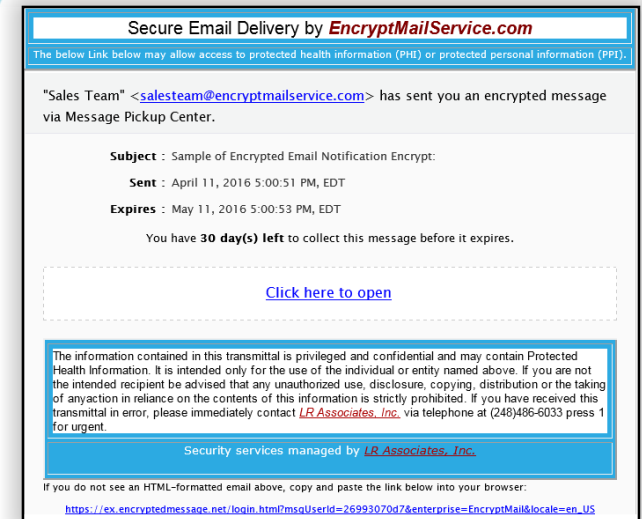 Secure Email Delivery by EncryptMailService.com
The below Link below may allow access to protected health information (PHI) or protected personal information (PPI).
"Sales Team" <salesteam@encryptmailservice.com> has sent you an encrypted message
via Message Pickup Center.
Subject : Sample of Encrypted Email Notification Encrypt:
Sent : April 11, 2016 5:00:51 PM, EDT
Expires : May 11, 2016 5:00:53 PM, EDT
You have 30 day(s) left to collect this message before it expires.
Click here to open
The information contained in this transmittal is privileged and confidential and may contain Protected
Health Information. It is intended only for the use of the individual or entity named above. If you are not
the intended recipient be advised that any unauthorized use, disclosure, copying, distribution or the taking
of anyaction in reliance on the contents of this information is strictly prohibited. If you have received this
transmittal in error, please immediately contact LR Associates, Inc. via telephone at (248)486-6033 press 1
for urgent.
Security services managed by LR Associates, Inc.
If you do not see an HTML-formatted email above, copy and paste the link below into your browser:
https://ex.encryptedmessage.net/login.html?msgUserId=26993070d7&enterprise=EncryptMail&locale=en_US